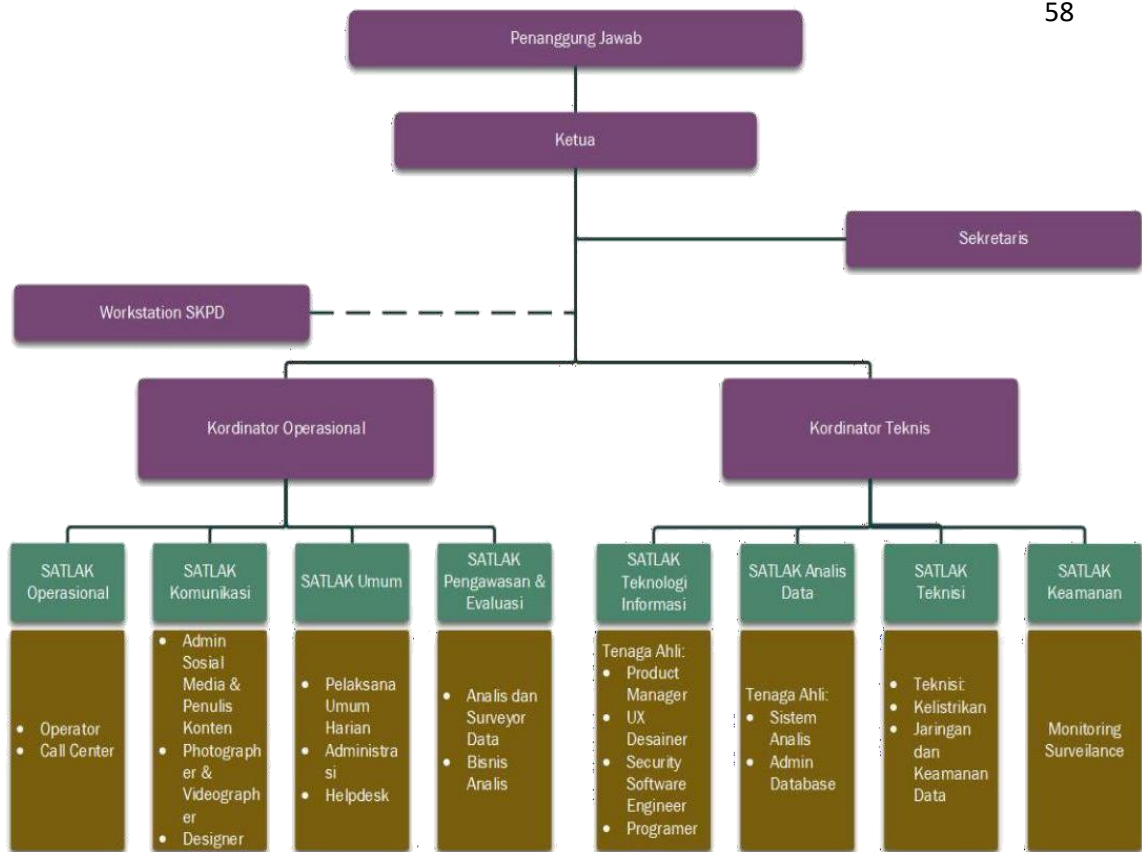 58
Penanggung Jawab
Ketua
Sekretaris
Workstation SKPD
Kordinator Operasional
Kordinator Teknis
SATLAK
Operasional
SATLAK
Komunikasi
SATLAK Umum
SATLAK
Pengawasan &
Evaluasi
SATLAK
Teknologi
Informasi
SATLAK Analis
Data
SATLAK
Teknisi
SATLAK
Keamanan
• Operator
• Call Center
• Admin
Sosial
Media &
Penulis
Konten
• Photograph
er &
Videograph
er
• Designer
• Pelaksana
Umum
Harian
• Administra
si
• Helpdesk
• Analis dan
Surveyor
Data
• Bisnis
Analis
Tenaga Ahli:
• Product
Manager
• UX
Desainer
• Security
Software
Engineer
• Programer
Tenaga Ahli:
• Sistem
Analis
• Admin
Database
• Teknisi:
• Kelistrikan
• Jaringan
dan
Keamanan
Data
Monitoring
Surveilance